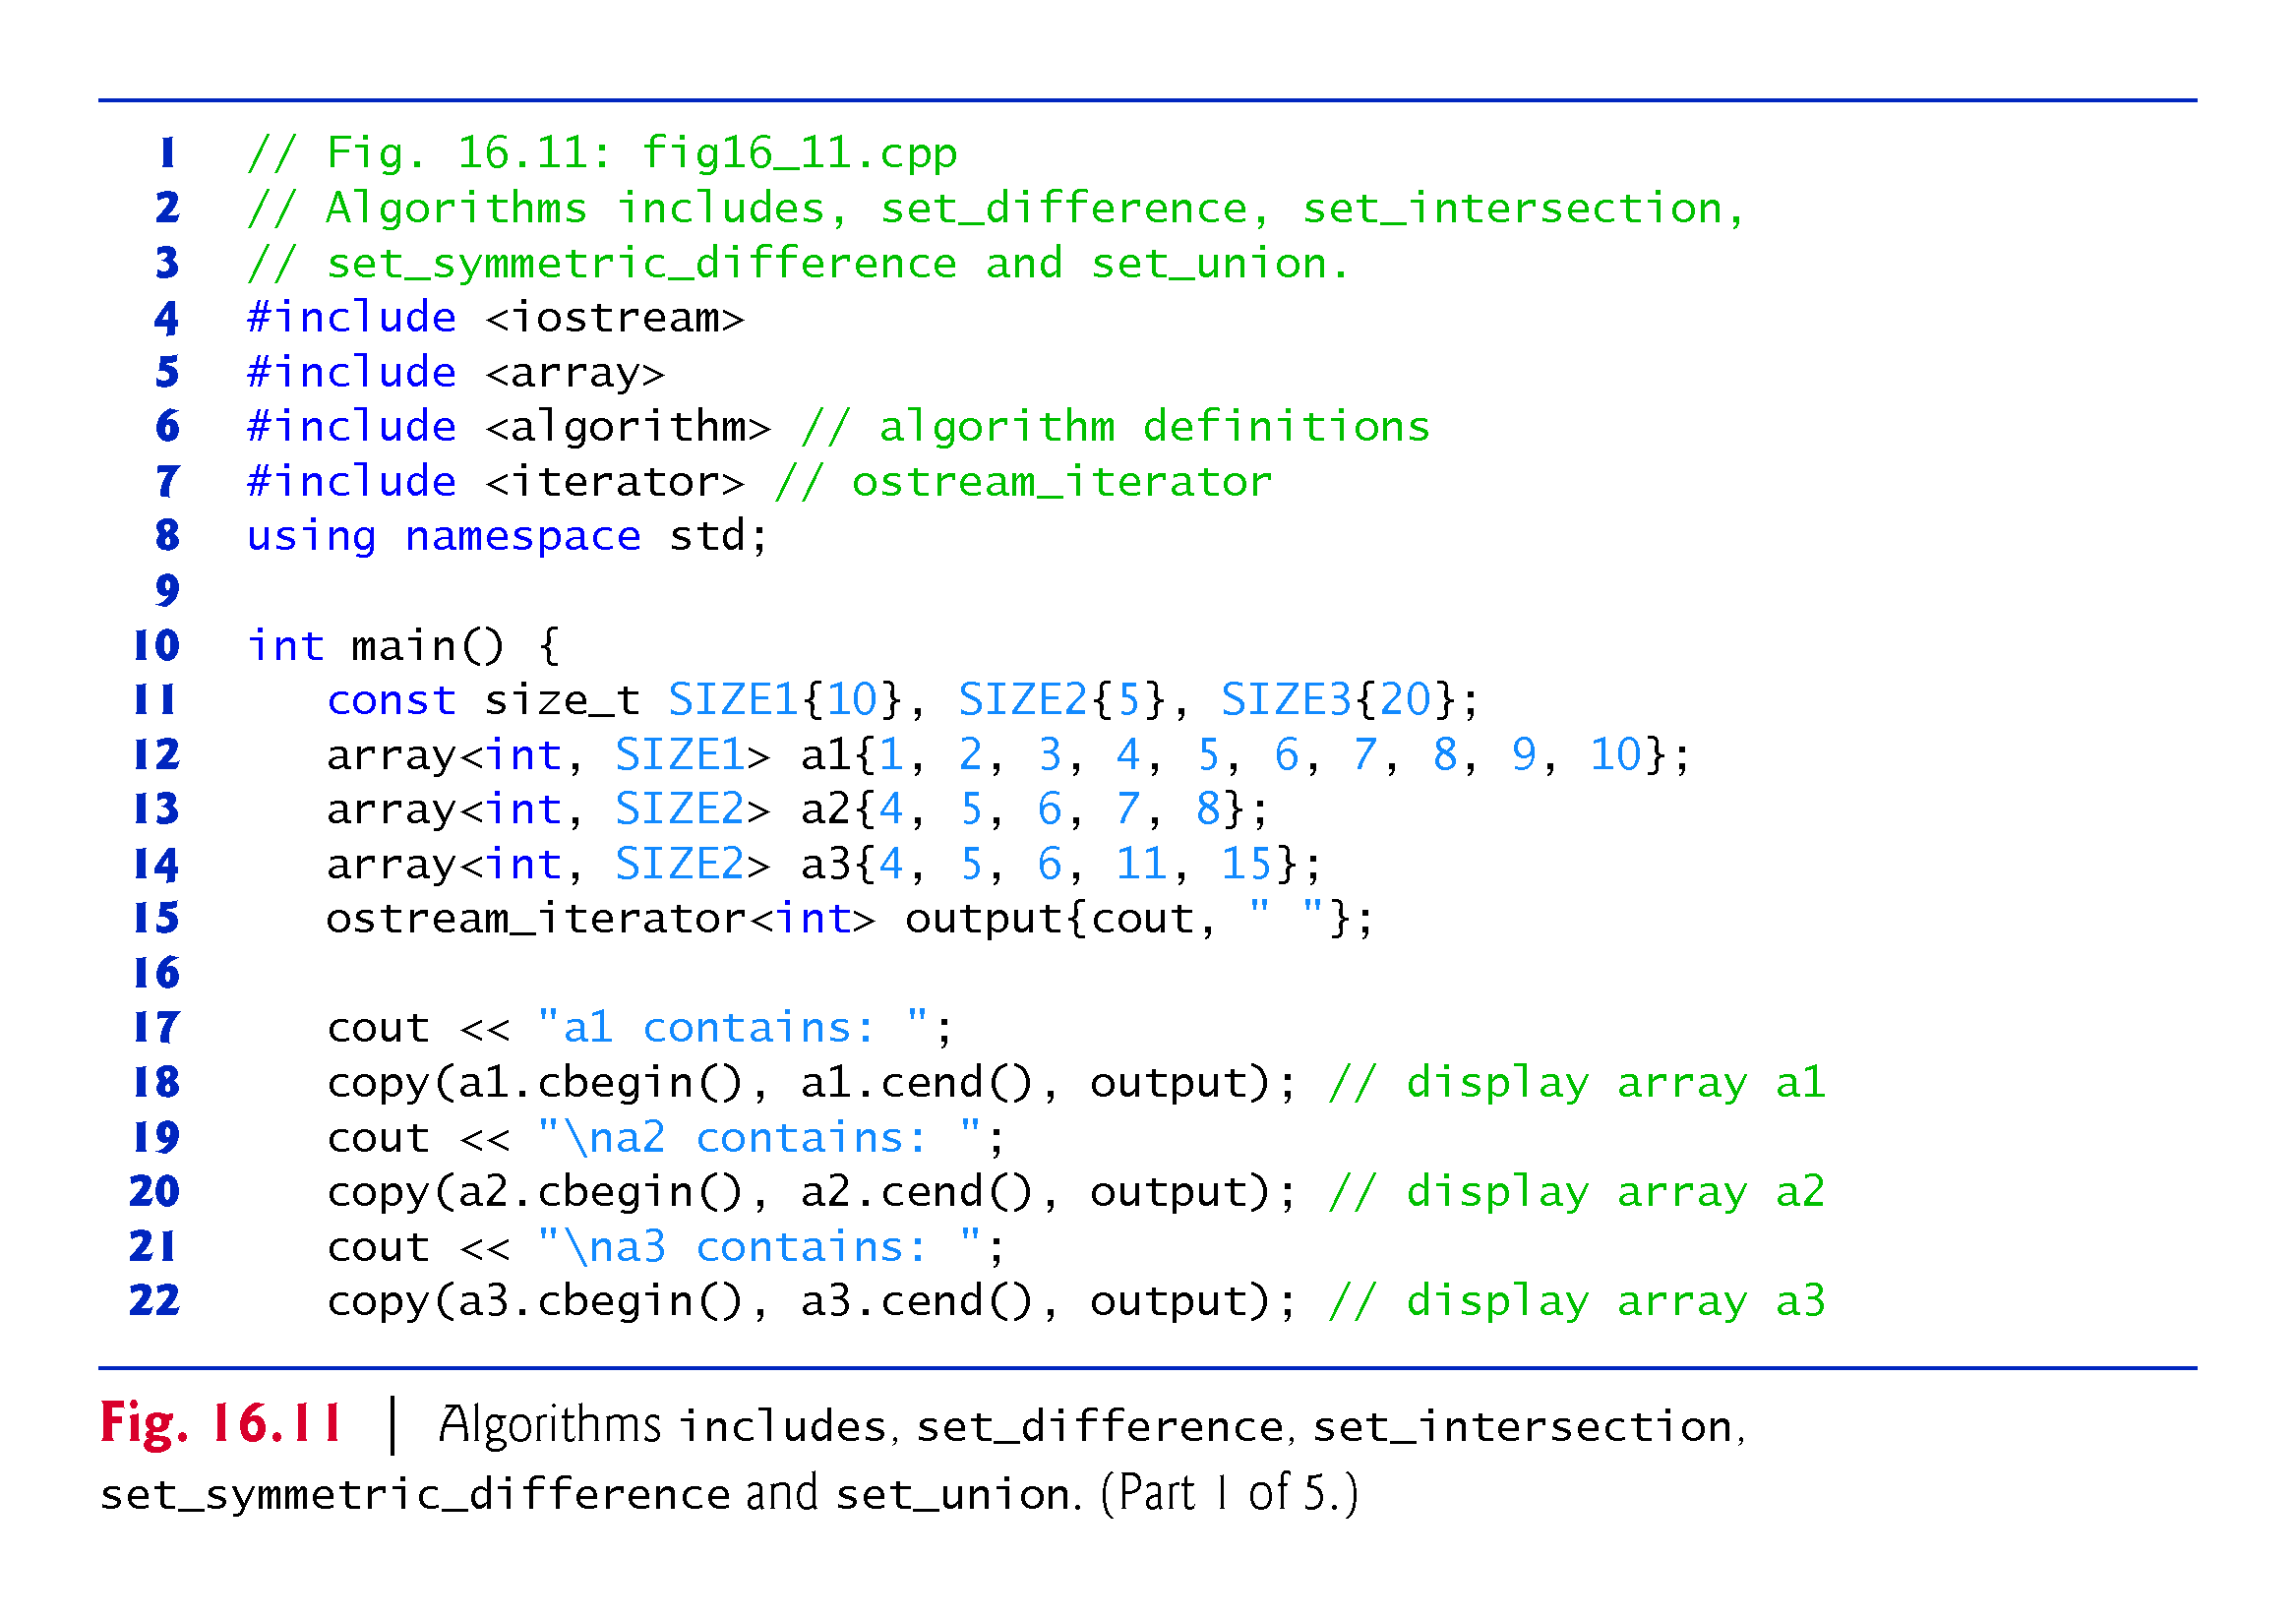 1 // Fig. 16.11: fig16_11.cpp
2 // Algorithms includes, set_difference, set_intersection,
3 // set_symmetric_difference and set_union.
4 #include <iostream>
5 #include <array>
6 #include <algorithm> // algorithm definitions
7 #include <iterator> // ostream_iterator
8 using namespace std;
9
10 int main() {
11    const size_t SIZE1{10}, SIZE2{5}, SIZE3{20};
12    array<int, SIZE1> a1{1, 2, 3, 4, 5, 6, 7, 8, 9, 10};
13    array<int, SIZE2> a2{4, 5, 6, 7, 8};
14    array<int, SIZE2> a3{4, 5, 6, 11, 15};
15    ostream_iterator<int> output{cout, " "};
16
17    cout << "a1 contains: ";
18    copy(a1.cbegin(), a1.cend(), output); // display array a1
19    cout << "\na2 contains: ";
20    copy(a2.cbegin(), a2.cend(), output); // display array a2
21    cout << "\na3 contains: ";
22    copy(a3.cbegin(), a3.cend(), output); // display array a3
Fig. 16.11 | Algorithms includes, set_difference, set_intersection,
set_symmetric_difference and set_union. (Part 1 of 5.)